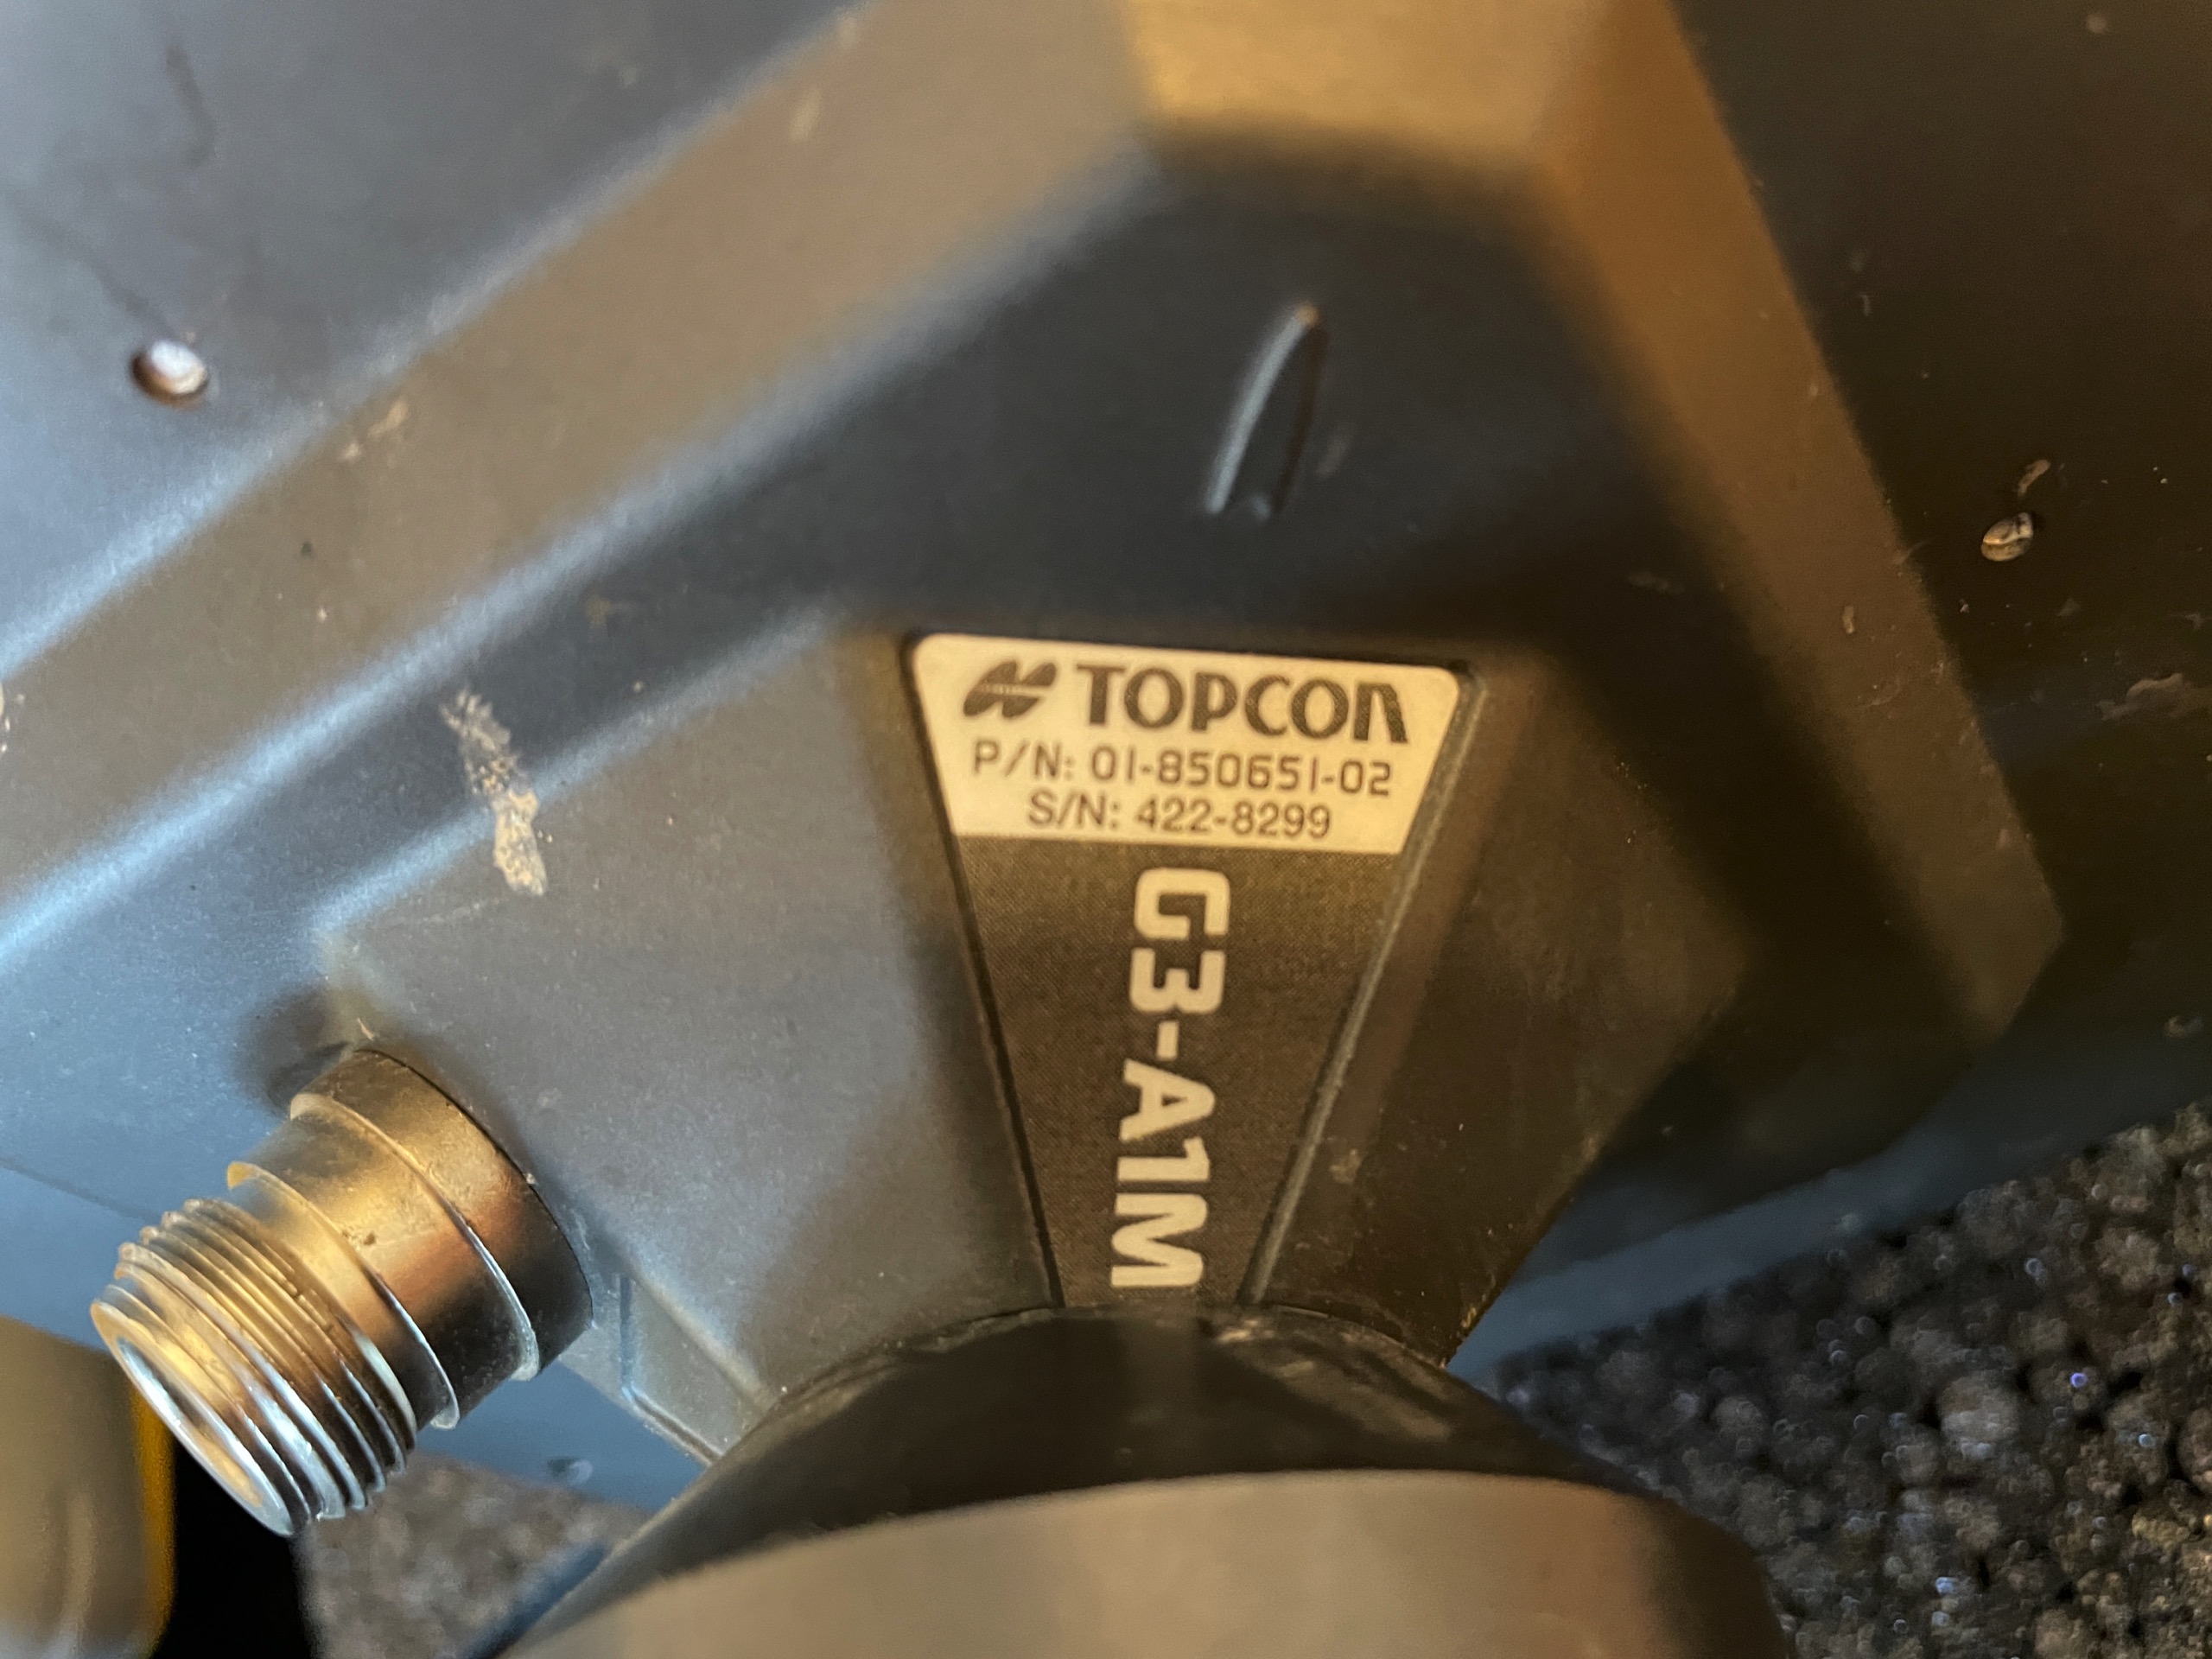 TOPCON
P/N: 01-850651-02
S/N: 422-8299
G3-A1M